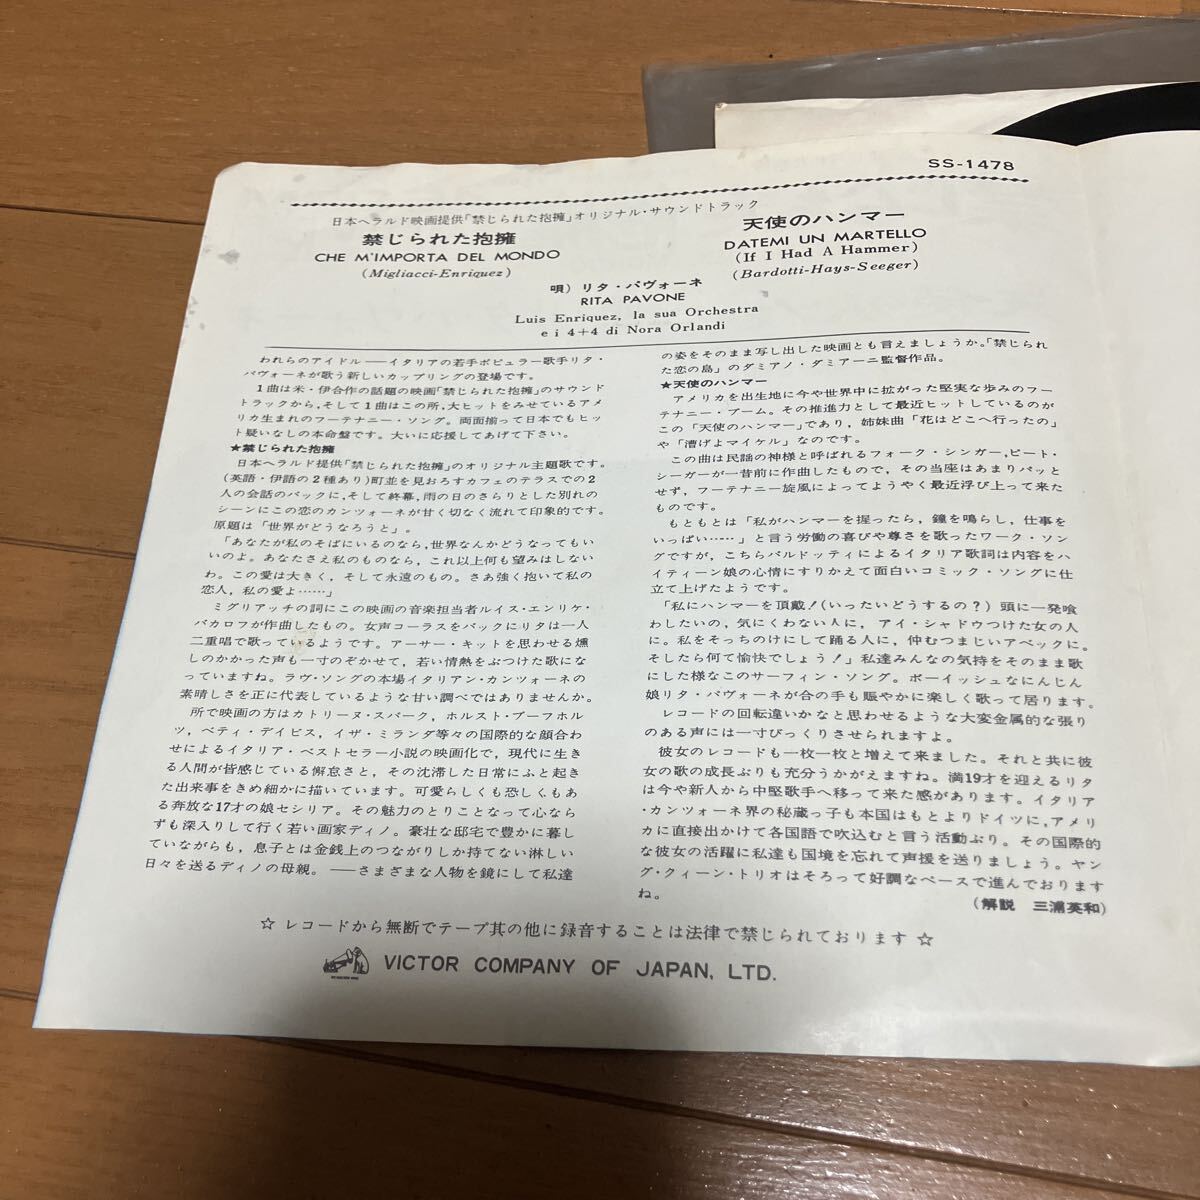 SS-1478
日本ヘラルド映画提供「禁じられた抱擁」オリジナル・サウンドトラック
禁じられた抱擁
CHE M'IMPORTA DEL MONDO
(Migliacci-Enriquez)
天使のハンマー
DATEMI UN MARTELLO
(If I Had A Hammer)
(Bardotti-Hays-Seeger)
唄) リタ・パヴォーネ
RITA PAVONE
Luis Enriquez, la sua Orchestra
e i 4+4 di Nora Orlandi
われらのアイドル——イタリアの若手ポピュラー歌手リタ・
パヴォーネが歌う新しいカップリングの登場です。
1曲は米・伊合作の話題の映画「禁じられた抱擁」のサウンド
トラックから,そして1曲はこの所,大ヒットをみせているアメ
リカ生まれのフーテナニー・ソング。両面揃って日本でもヒッ
ト疑いなしの本命盤です。大いに応援してあげて下さい。
★禁じられた抱擁
日本ヘラルド提供「禁じられた抱擁」のオリジナル主題歌です。
(英語・伊語の2種あり)町並を見おろすカフェのテラスでの2
人の会話のバックに,そして終幕,雨の日のさらりとした別れの
シーンにこの恋のカンツォーネが甘く切なく流れて印象的です。
原題は「世界がどうなろうと」。
「あなたが私のそばにいるのなら,世界なんかどうなってもい
いのよ。あなたさえ私のものなら,これ以上何も望みはしない
わ。この愛は大きく,そして永遠のもの。さあ強く抱いて私の
恋人,私の愛よ……」
ミグリアッチの詞にこの映画の音楽担当者ルイス・エンリケ・
バカロフが作曲したもの。女声コーラスをバックにリタは一人
二重唱で歌っているようです。アーサー・キットを思わせる燻
しのかかった声も一寸のぞかせて,若い情熱をぶつけた歌にな
っていますね。ラヴ・ソングの本場イタリアン・カンツォーネの
素晴しさを正に代表しているような甘い調べではありませんか。
所で映画の方はカトリーヌ・スパーク,ホルスト・ブーフホル
ツ,ベティ・デイビス,イザ・ミランダ等々の国際的な顔合わ
せによるイタリア・ベストセラー小説の映画化で,現代に生き
る人間が皆感じている懈怠さと,その沈滞した日常にふと起き
た出来事をきめ細かに描いています。可愛らしくも恐しくもあ
る奔放な17才の娘セシリア。その魅力のとりことなって心なら
ずも深入りして行く若い画家ディノ。豪壮な邸宅で豊かに暮し
ていながらも,息子とは金銭上のつながりしか持てない淋しい
日々を送るディノの母親。——さまざまな人物を鏡にして私達
の姿をそのまま写し出した映画とも言えましょうか。「禁じられ
た恋の島」のダミアノ・ダミアーニ監督作品。
★天使のハンマー
アメリカを出生地に今や世界中に拡がった堅実な歩みのフー
テナニー・ブーム。その推進力として最近ヒットしているのが
この「天使のハンマー」であり,姉妹曲「花はどこへ行ったの」
や「漕げよマイケル」なのです。
この曲は民謡の神様と呼ばれるフォーク・シンガー,ピート・
シーガーが一昔前に作曲したもので,その当座はあまりパッと
せず,フーテナニー旋風によってようやく最近浮び上って来た
ものです。
もともとは「私がハンマーを握ったら,鐘を鳴らし,仕事を
いっぱい……」と言う労働の喜びや尊さを歌ったワーク・ソン
グですが,こちらバルドッティによるイタリア歌詞は内容をハ
イティーン娘の心情にすりかえて面白いコミック・ソングに仕
立て上げたようです。
「私にハンマーを頂戴!(いったいどうするの?)頭に一発喰
わしたいの,気にくわない人に,アイ・シャドウつけた女の人
に。私をそっちのけにして踊る人に,仲むつまじいアベックに。
そしたら何て愉快でしょう!」私達みんなの気持をそのまま歌
にした様なこのサーフィン・ソング。ボーイッシュなにんじん
娘リタ・パヴォーネが合の手も賑やかに楽しく歌って居ります。
レコードの回転違いかなと思わせるような大変金属的な張り
のある声には一寸びっくりさせられますよ。
彼女のレコードも一枚一枚と増えて来ました。それと共に彼
女の歌の成長ぶりも充分うかがえますね。満19才を迎えるリタ
は今や新人から中堅歌手へ移って来た感があります。イタリア
・カンツォーネ界の秘蔵っ子も本国はもとよりドイツに,アメリ
カに直接出かけて各国語で吹込むと言う活動ぶり。その国際的
な彼女の活躍に私達も国境を忘れて声援を送りましょう。ヤン
グ・クィーン・トリオはそろって好調なペースで進んでおります
ね。
(解説 三浦英和)
☆ レコードから無断でテープ其の他に録音することは法律で禁じられております ☆
VICTOR COMPANY OF JAPAN, LTD.